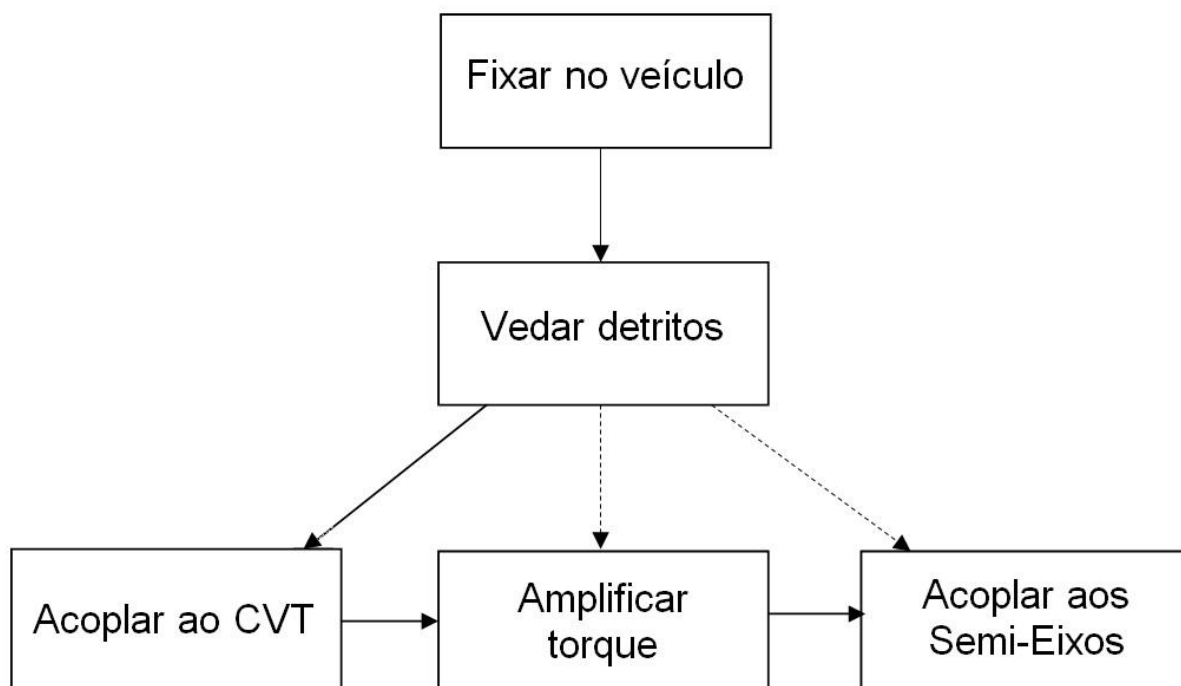 Fixar no veículo
Vedar detritos
Acoplar ao CVT
Amplificar
torque
Acoplar aos
Semi-Eixos